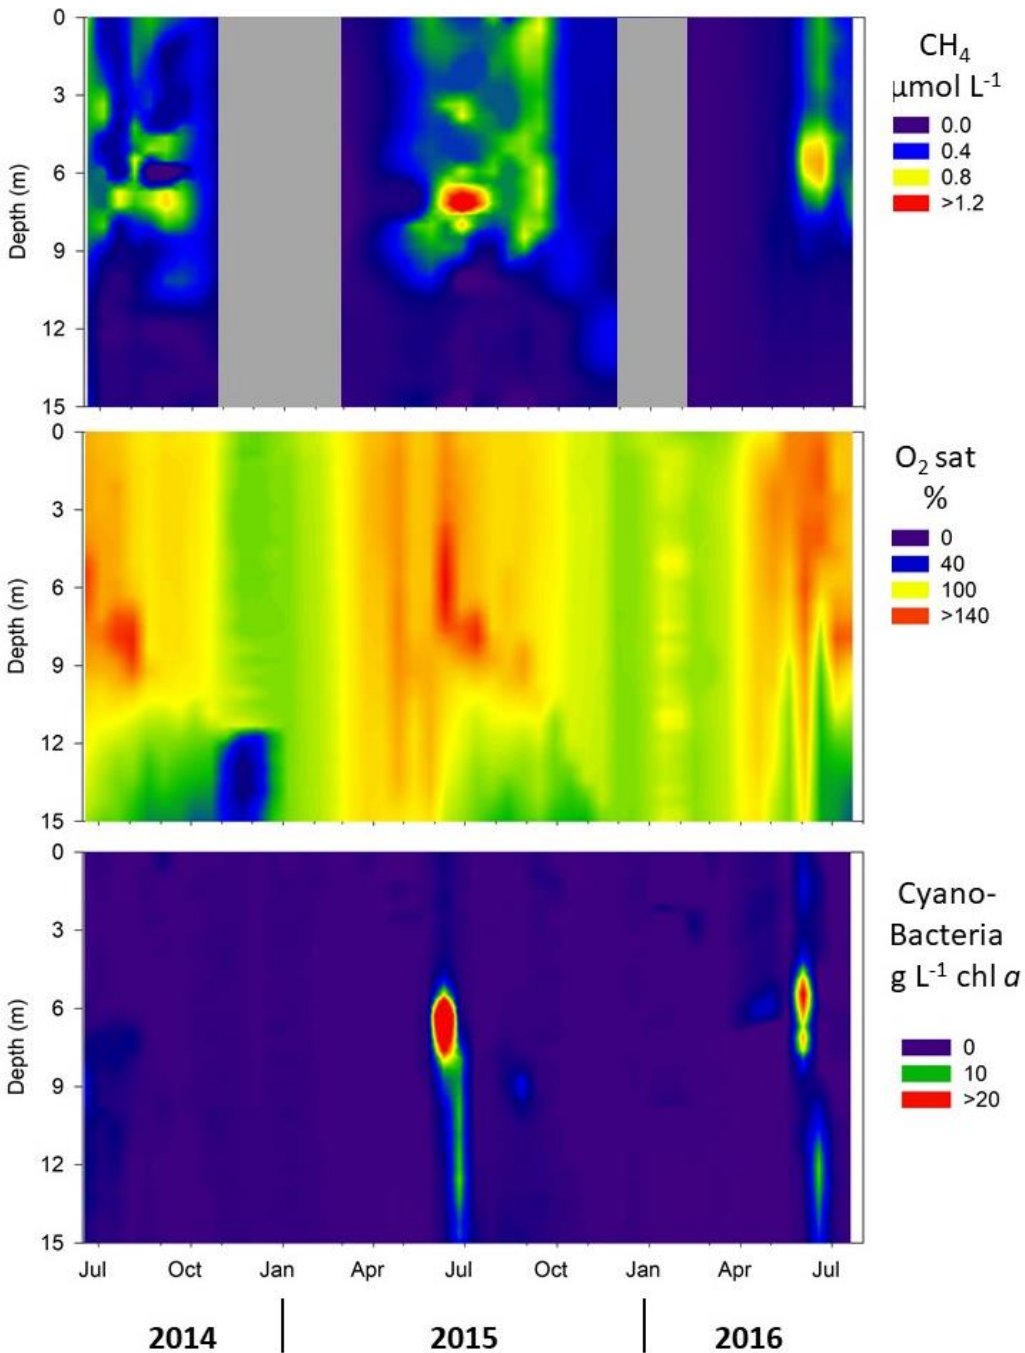 0
3
6
9
12
15
Depth (m)
CH₄
µmol L⁻¹
0.0
0.4
0.8
>1.2
0
3
6
9
12
15
Depth (m)
O₂ sat
%
0
40
100
>140
0
3
6
9
12
15
Depth (m)
Cyano-
Bacteria
g L⁻¹ chl a
0
10
>20
Jul Oct Jan Apr Jul Oct Jan Apr Jul
2014 | 2015 | 2016